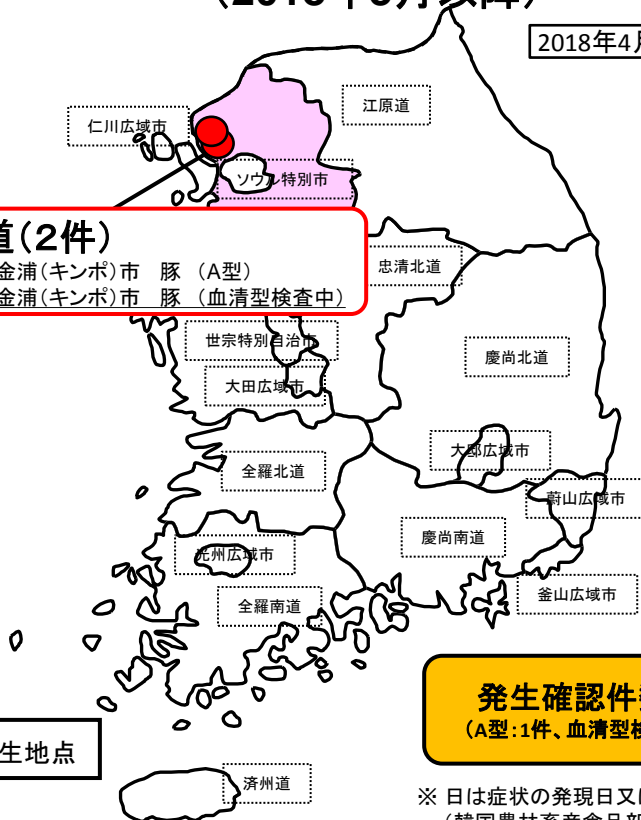 2018年4月
江原道
仁川広域市
ソウル特別市
道(2件)
金浦(キンポ)市 豚 (A型)
金浦(キンポ)市 豚 (血清型検査中)
忠清北道
世宗特別自治市
慶尚北道
大田広域市
大邸広域市
全羅北道
蔚山広域市
慶尚南道
光州広域市
釜山広域市
全羅南道
発生確認件
(A型:1件、血清型検
生地点
済州道
※ 日は症状の発現日又は